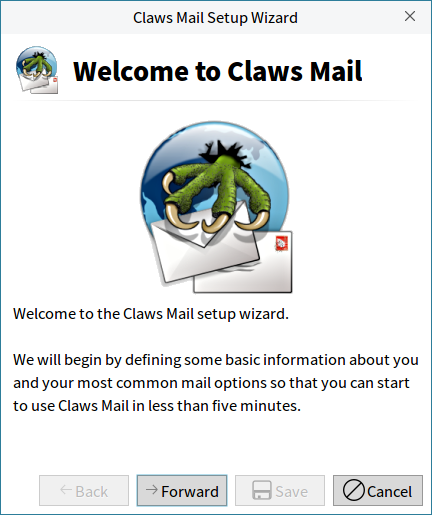 Claws Mail Setup Wizard
Welcome to Claws Mail
Welcome to the Claws Mail setup wizard.
We will begin by defining some basic information about you
and your most common mail options so that you can start
to use Claws Mail in less than five minutes.
Back
Forward
Save
Cancel